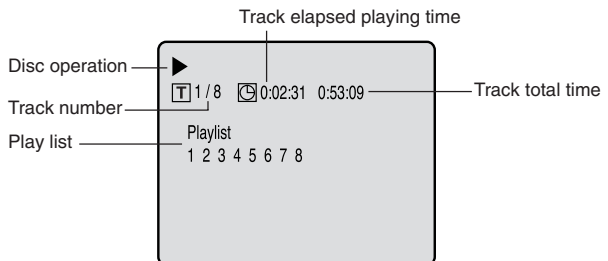 Track elapsed playing time
Disc operation
T 1 / 8 0:02:31 0:53:09
Track total time
Track number
Play list
Playlist
1 2 3 4 5 6 7 8